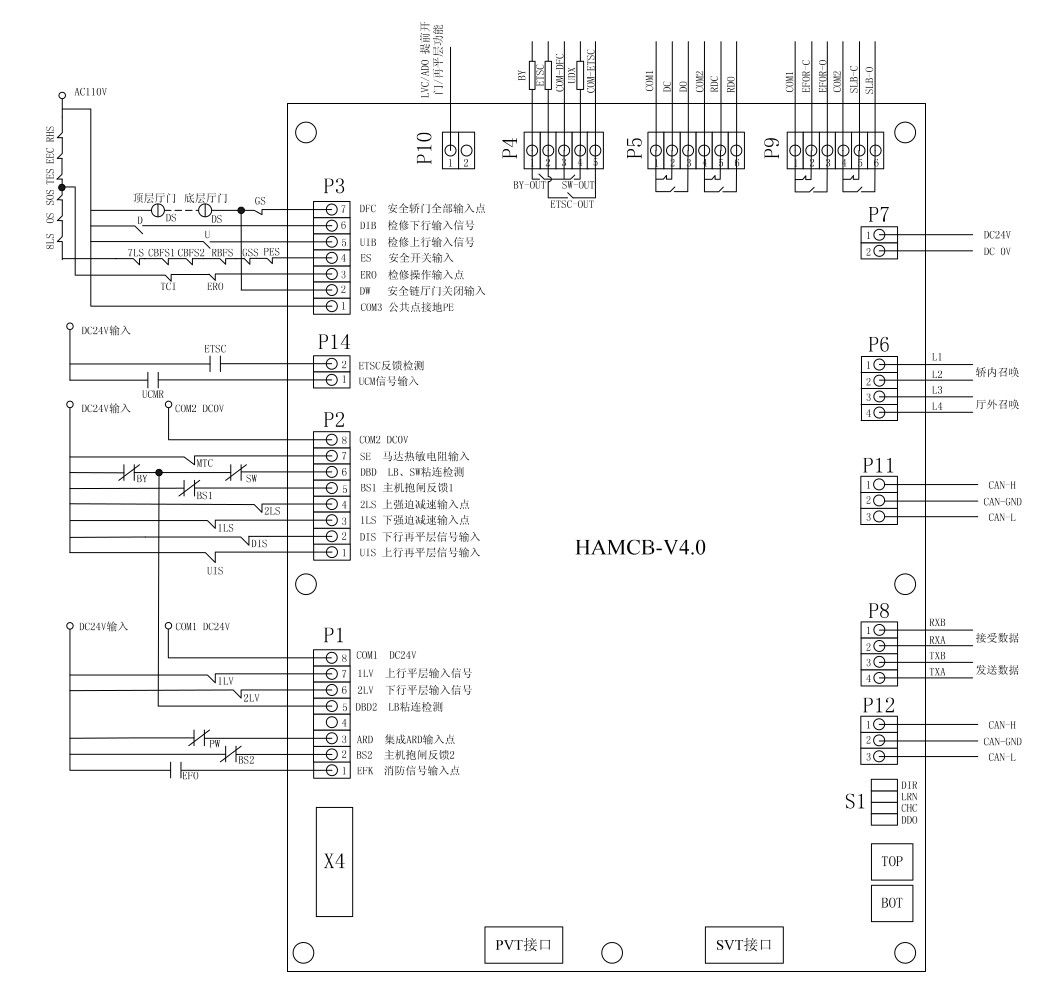 LVC/ADO 提前开
门/再平层功能
BY
ETSC
COM-DFC
UDX
COM-ETSC
COM1
DC
DO
COM2
RDC
RDO
COM1
EFOR-C
EFOR-O
COM2
SLB-C
SLB-O
P10
1 2
P4
1 2 3 4 5
BY-OUT SW-OUT
ETSC-OUT
P5
1 2 3 4 5 6
P9
1 2 3 4 5 6
AC110V
RHS
EEC
TES
SOS
OS
8LS
顶层厅门 底层厅门
DS DS GS
D
U
7LS CBFS1 CBFS2 RBFS GSS PES
TCI ERO
P3
7 DFC 安全轿门全部输入点
6 DIB 检修下行输入信号
5 UIB 检修上行输入信号
4 ES 安全开关输入
3 ERO 检修操作输入点
2 DW 安全链厅门关闭输入
1 COM3 公共点接地PE
DC24V输入
ETSC
UCMR
P14
2 ETSC反馈检测
1 UCM信号输入
DC24V输入
COM2 DC0V
P2
8 COM2 DC0V
MTC
7 SE 马达热敏电阻输入
BY SW
6 DBD LB、SW粘连检测
BS1
5 BS1 主机抱闸反馈1
2LS
4 2LS 上强迫减速输入点
1LS
3 1LS 下强迫减速输入点
DIS
2 DIS 下行再平层信号输入
UIS
1 UIS 上行再平层信号输入
DC24V输入
COM1 DC24V
P1
8 COM1 DC24V
1LV
7 1LV 上行平层输入信号
2LV
6 2LV 下行平层输入信号
5 DBD2 LB粘连检测
4
PW
3 ARD 集成ARD输入点
BS2
2 BS2 主机抱闸反馈2
EFO
1 EFK 消防信号输入点
X4
HAMCB-V4.0
PVT接口
SVT接口
P7
1 DC24V
2 DC 0V
P6
1 L1
2 L2
轿内召唤
3 L3
4 L4
厅外召唤
P11
1 CAN-H
2 CAN-GND
3 CAN-L
P8
1 RXB
2 RXA
接受数据
3 TXB
4 TXA
发送数据
P12
1 CAN-H
2 CAN-GND
3 CAN-L
S1
DIR
LRN
CHC
DDO
TOP
BOT